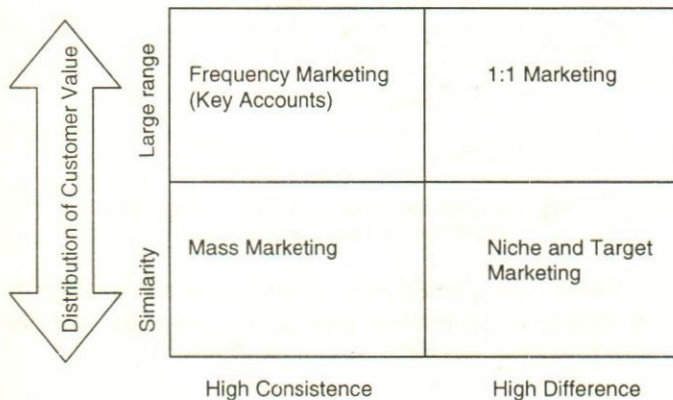 Distribution of Customer Value
Large range
Frequency Marketing
(Key Accounts)
1:1 Marketing
Similarity
Mass Marketing
Niche and Target
Marketing
High Consistence
High Difference